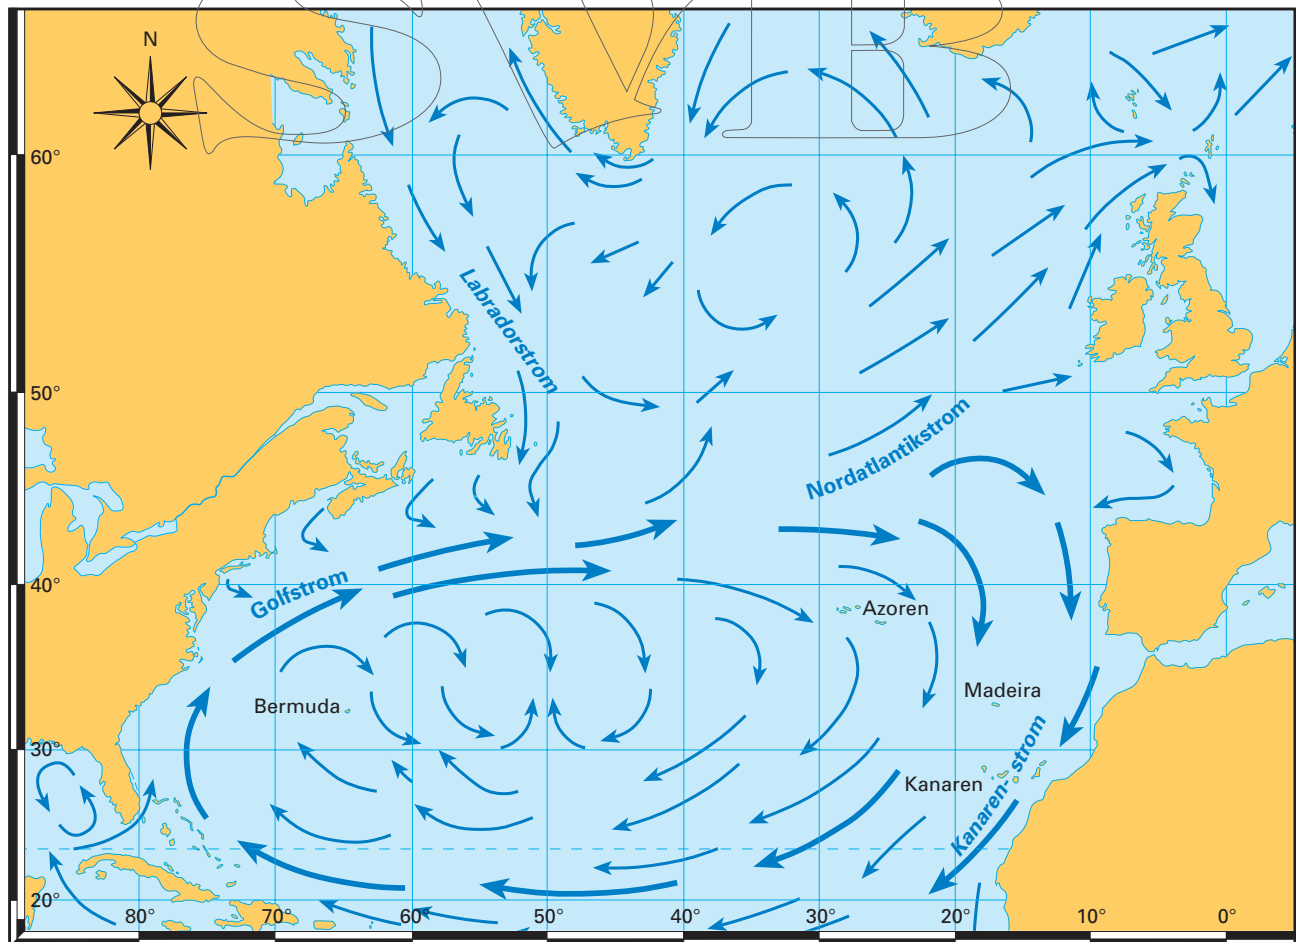 N
60°
Labradorstrom
50°
Nordatlantikstrom
Golfstrom
40°
Azoren
Madeira
Bermuda
30°
Kanaren
Kanaren- strom
20°
80°
70°
60°
50°
40°
30°
20°
10°
0°